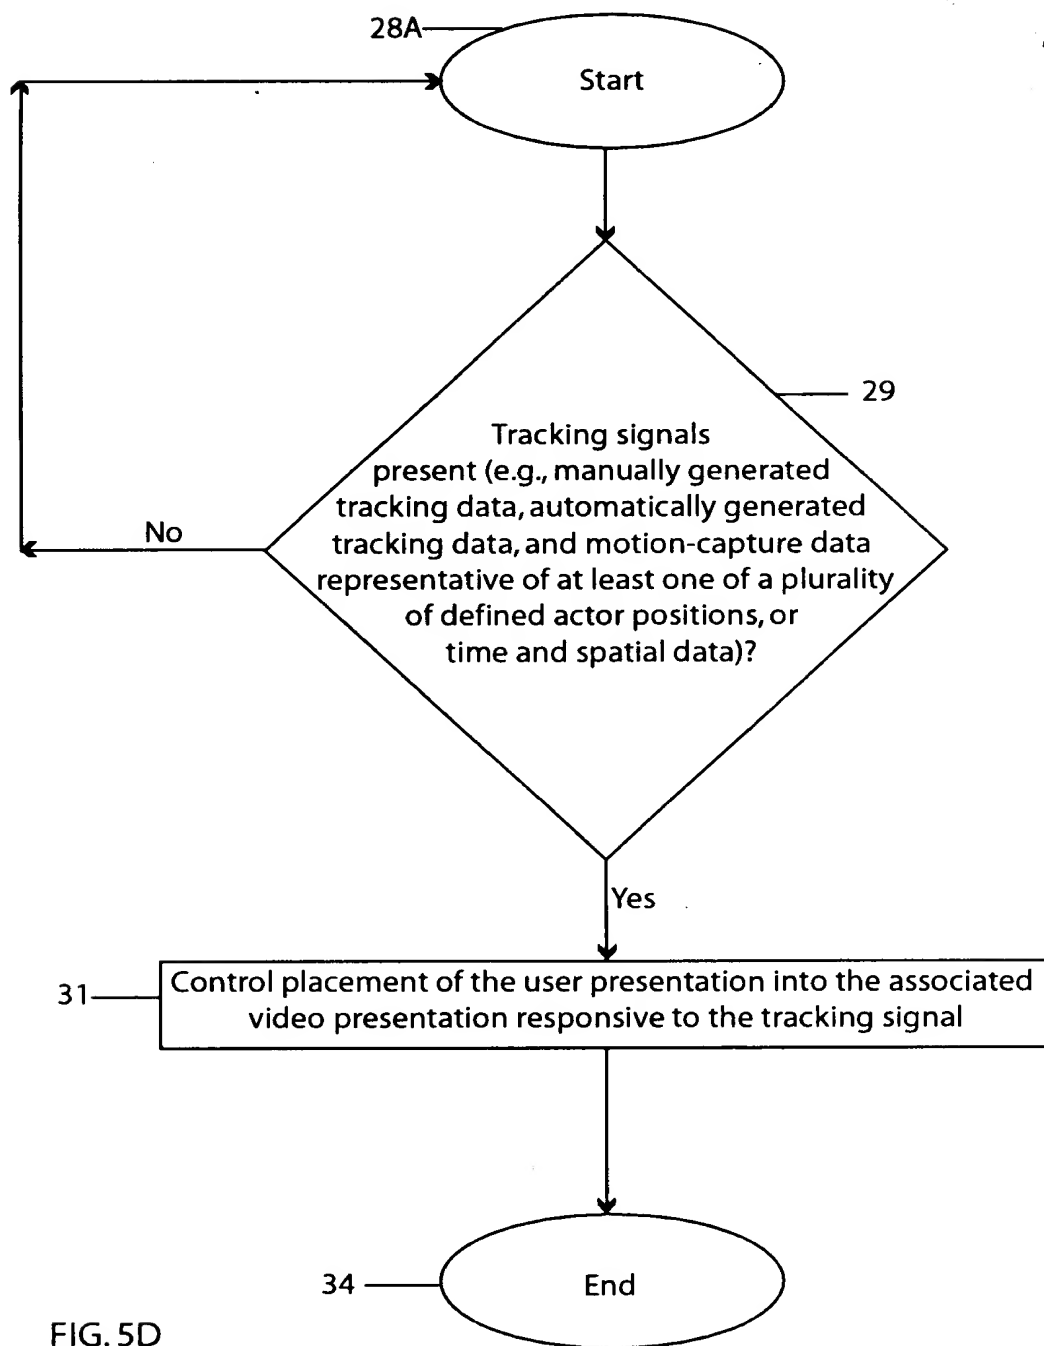 28A
Start
29
Tracking signals
present (e.g., manually generated
tracking data, automatically generated
tracking data, and motion-capture data
representative of at least one of a plurality
of defined actor positions, or
time and spatial data)?
No
Yes
31
Control placement of the user presentation into the associated
video presentation responsive to the tracking signal
34
End
FIG. 5D